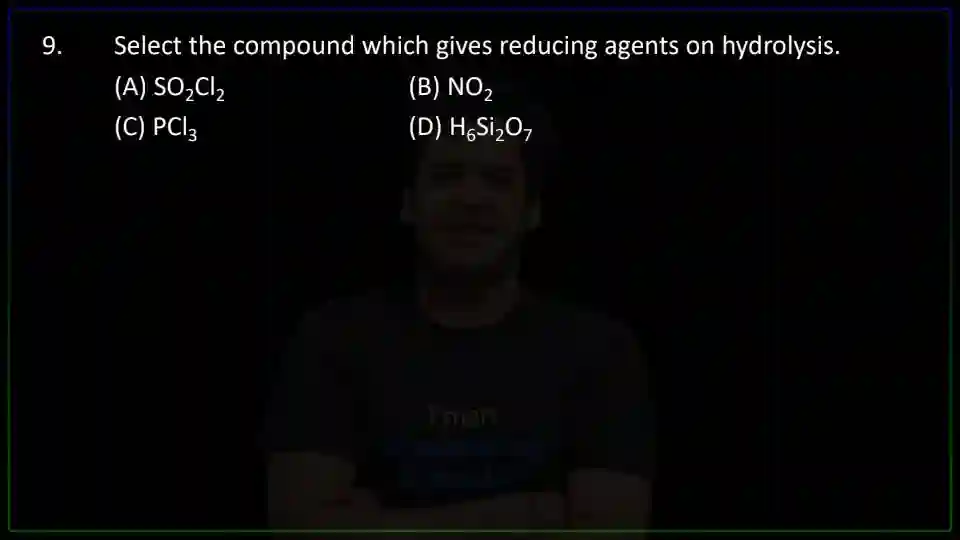 9. Select the compound which gives reducing agents on hydrolysis.
(A) SO₂Cl₂ (B) NO₂
(C) PCl₃ (D) H₆Si₂O₇